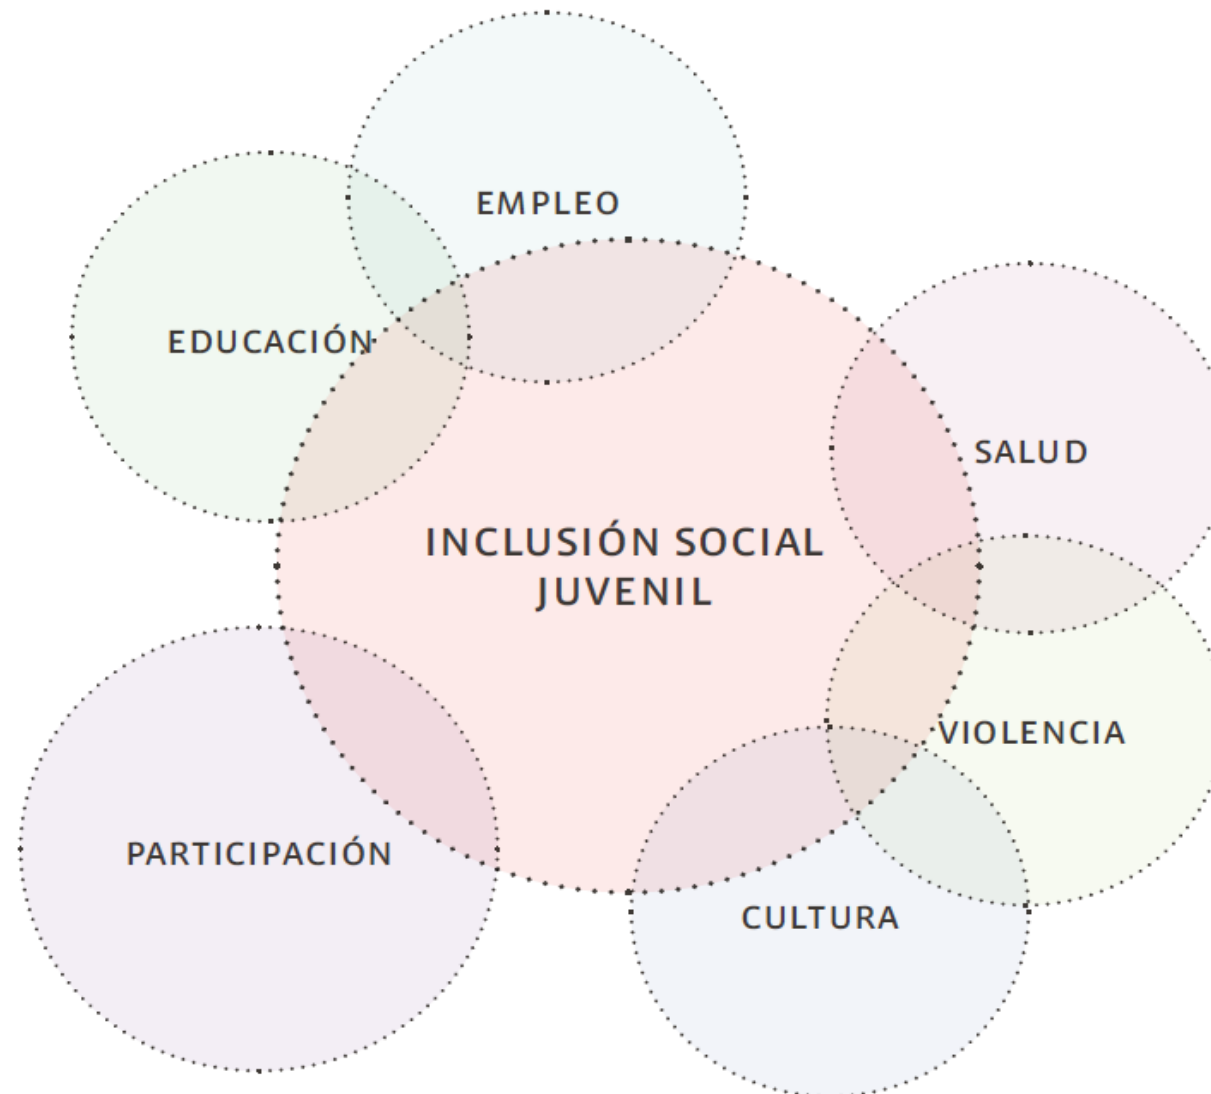 EMPLEO
EDUCACIÓN
SALUD
INCLUSIÓN SOCIAL
JUVENIL
VIOLENCIA
PARTICIPACIÓN
CULTURA